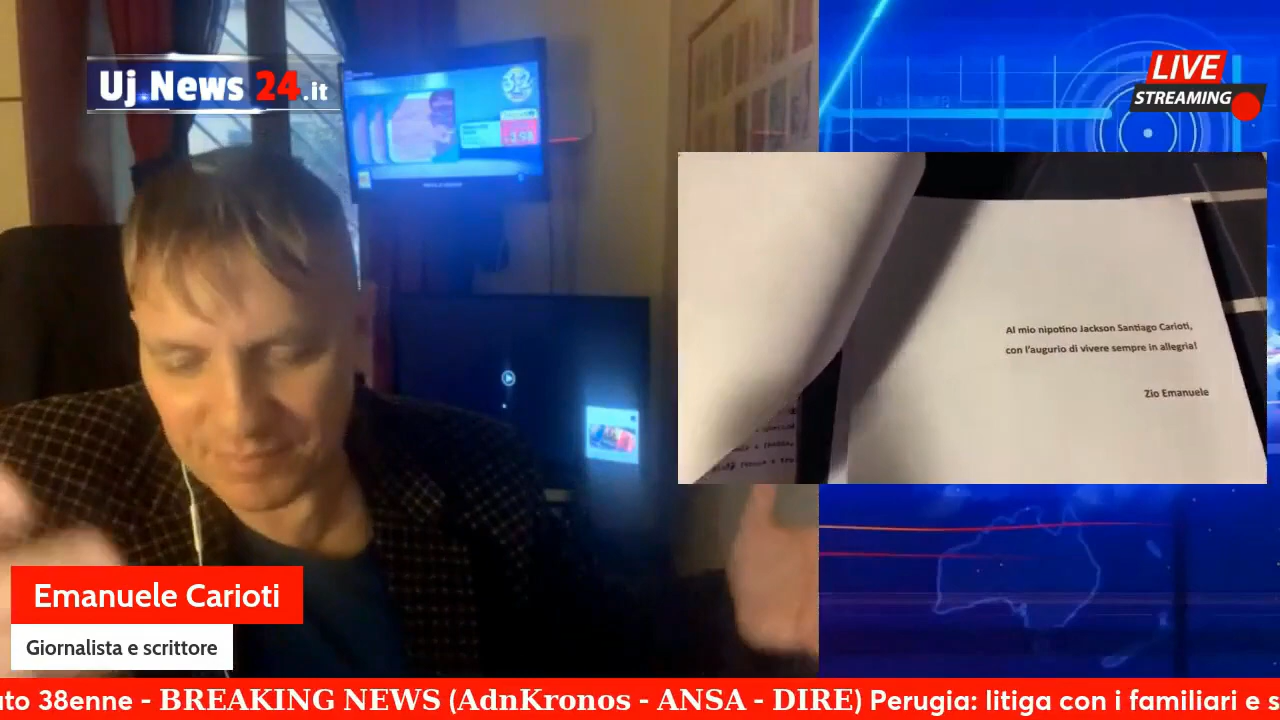 Uj News 24.it
LIVE
STREAMING
Al mio nipotino Jackson Santiago Carioti,
con l'augurio di vivere sempre in allegria!
Zio Emanuele
Emanuele Carioti
Giornalista e scrittore
ato 38enne - BREAKING NEWS (AdnKronos - ANSA - DIRE) Perugia: litiga con i familiari e s